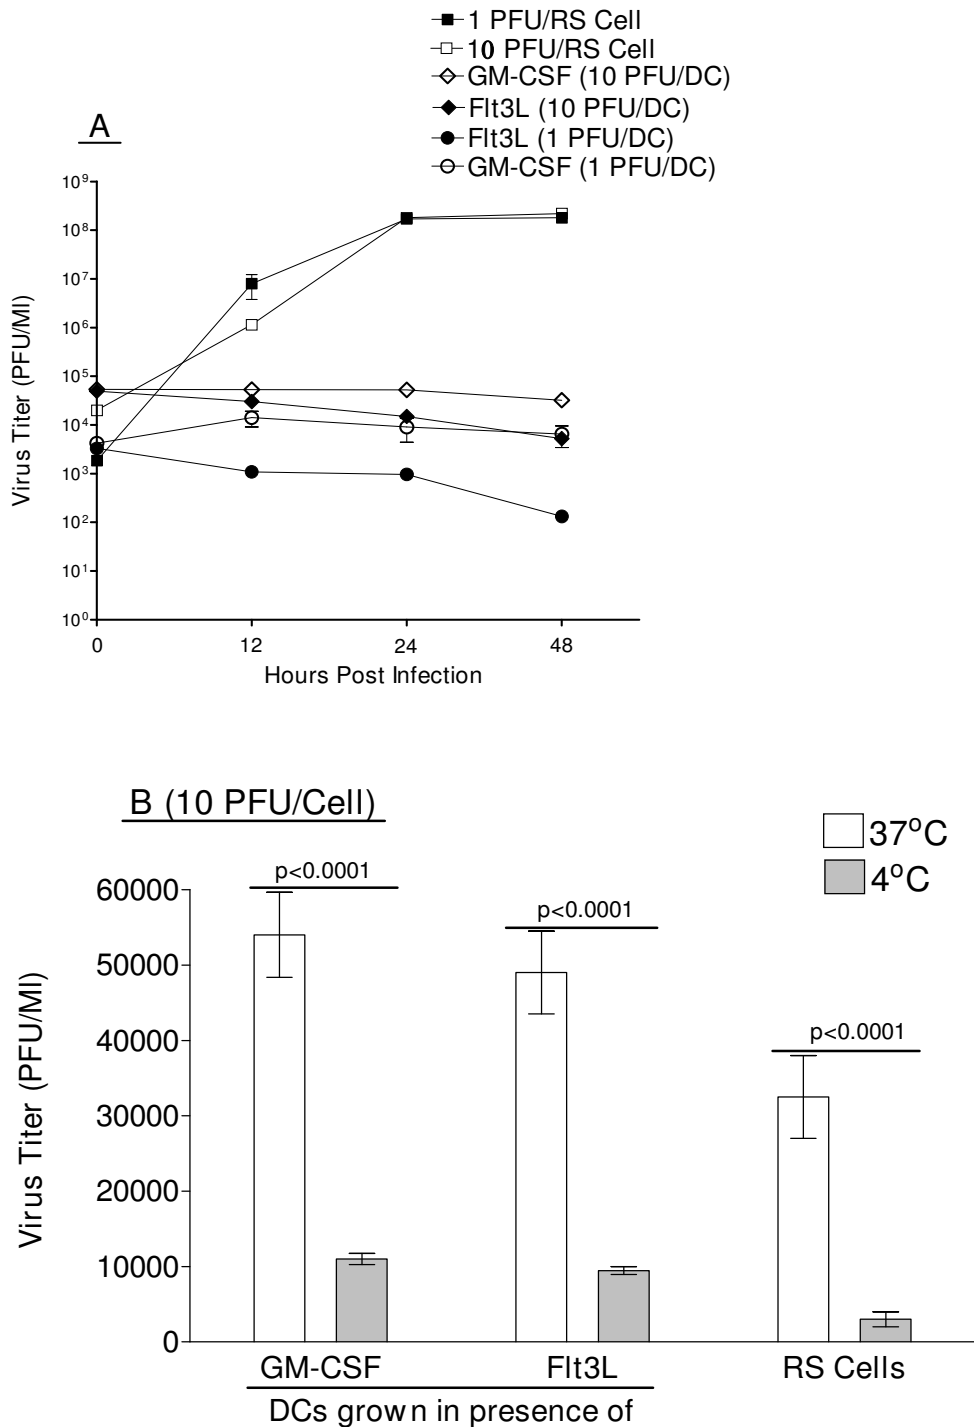 1 PFU/RS Cell
10 PFU/RS Cell
GM-CSF (10 PFU/DC)
Flt3L (10 PFU/DC)
Flt3L (1 PFU/DC)
GM-CSF (1 PFU/DC)
A
10⁹
10⁸
10⁷
10⁶
10⁵
10⁴
10³
10²
10¹
10⁰
Virus Titer (PFU/Ml)
0 12 24 48
Hours Post Infection
B (10 PFU/Cell)
37°C
4°C
p<0.0001
p<0.0001
p<0.0001
60000
50000
40000
30000
20000
10000
0
Virus Titer (PFU/Ml)
GM-CSF Flt3L RS Cells
DCs grown in presence of